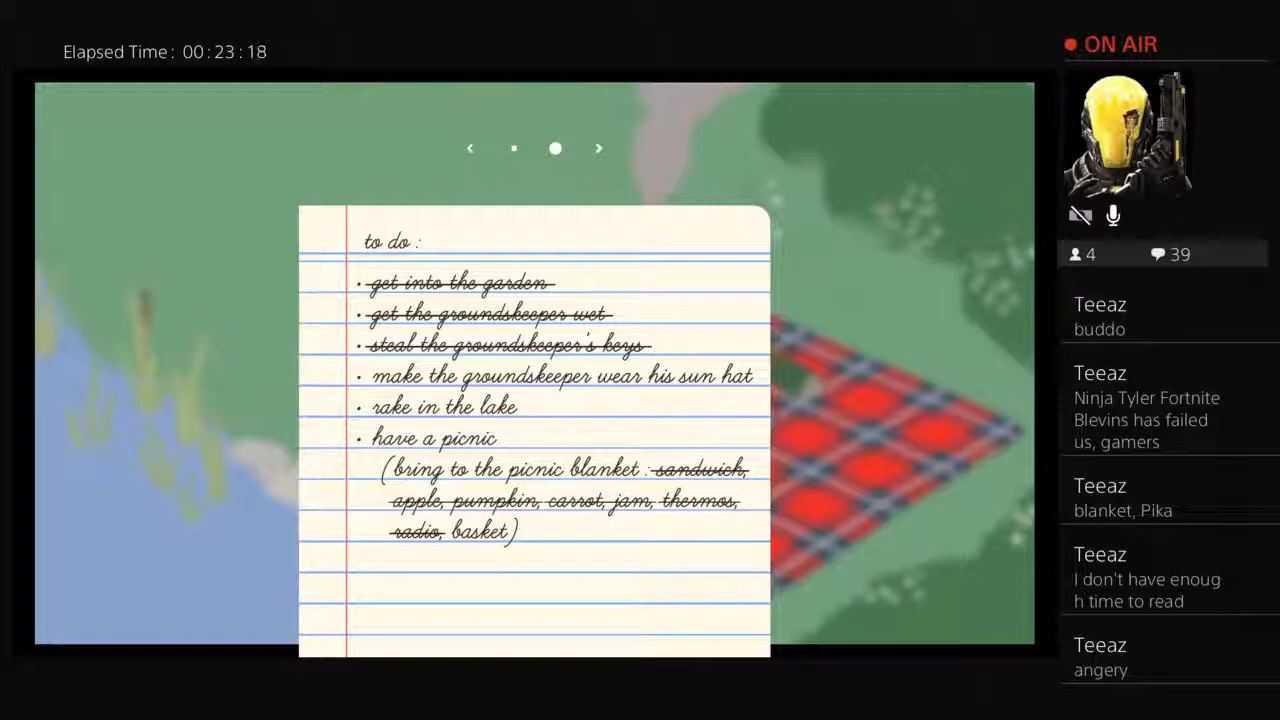 Elapsed Time: 00:23:18
ON AIR
to do :
• get into the garden
• get the groundskeeper wet
• steal the groundskeeper's keys
• make the groundskeeper wear his sun hat
• rake in the lake
• have a picnic
(bring to the picnic blanket : sandwich,
apple, pumpkin, carrot, jam, thermos,
radio, basket)
4
39
Teeaz
buddo
Teeaz
Ninja Tyler Fortnite
Blevins has failed
us, gamers
Teeaz
blanket, Pika
Teeaz
I don't have enoug
h time to read
Teeaz
angery